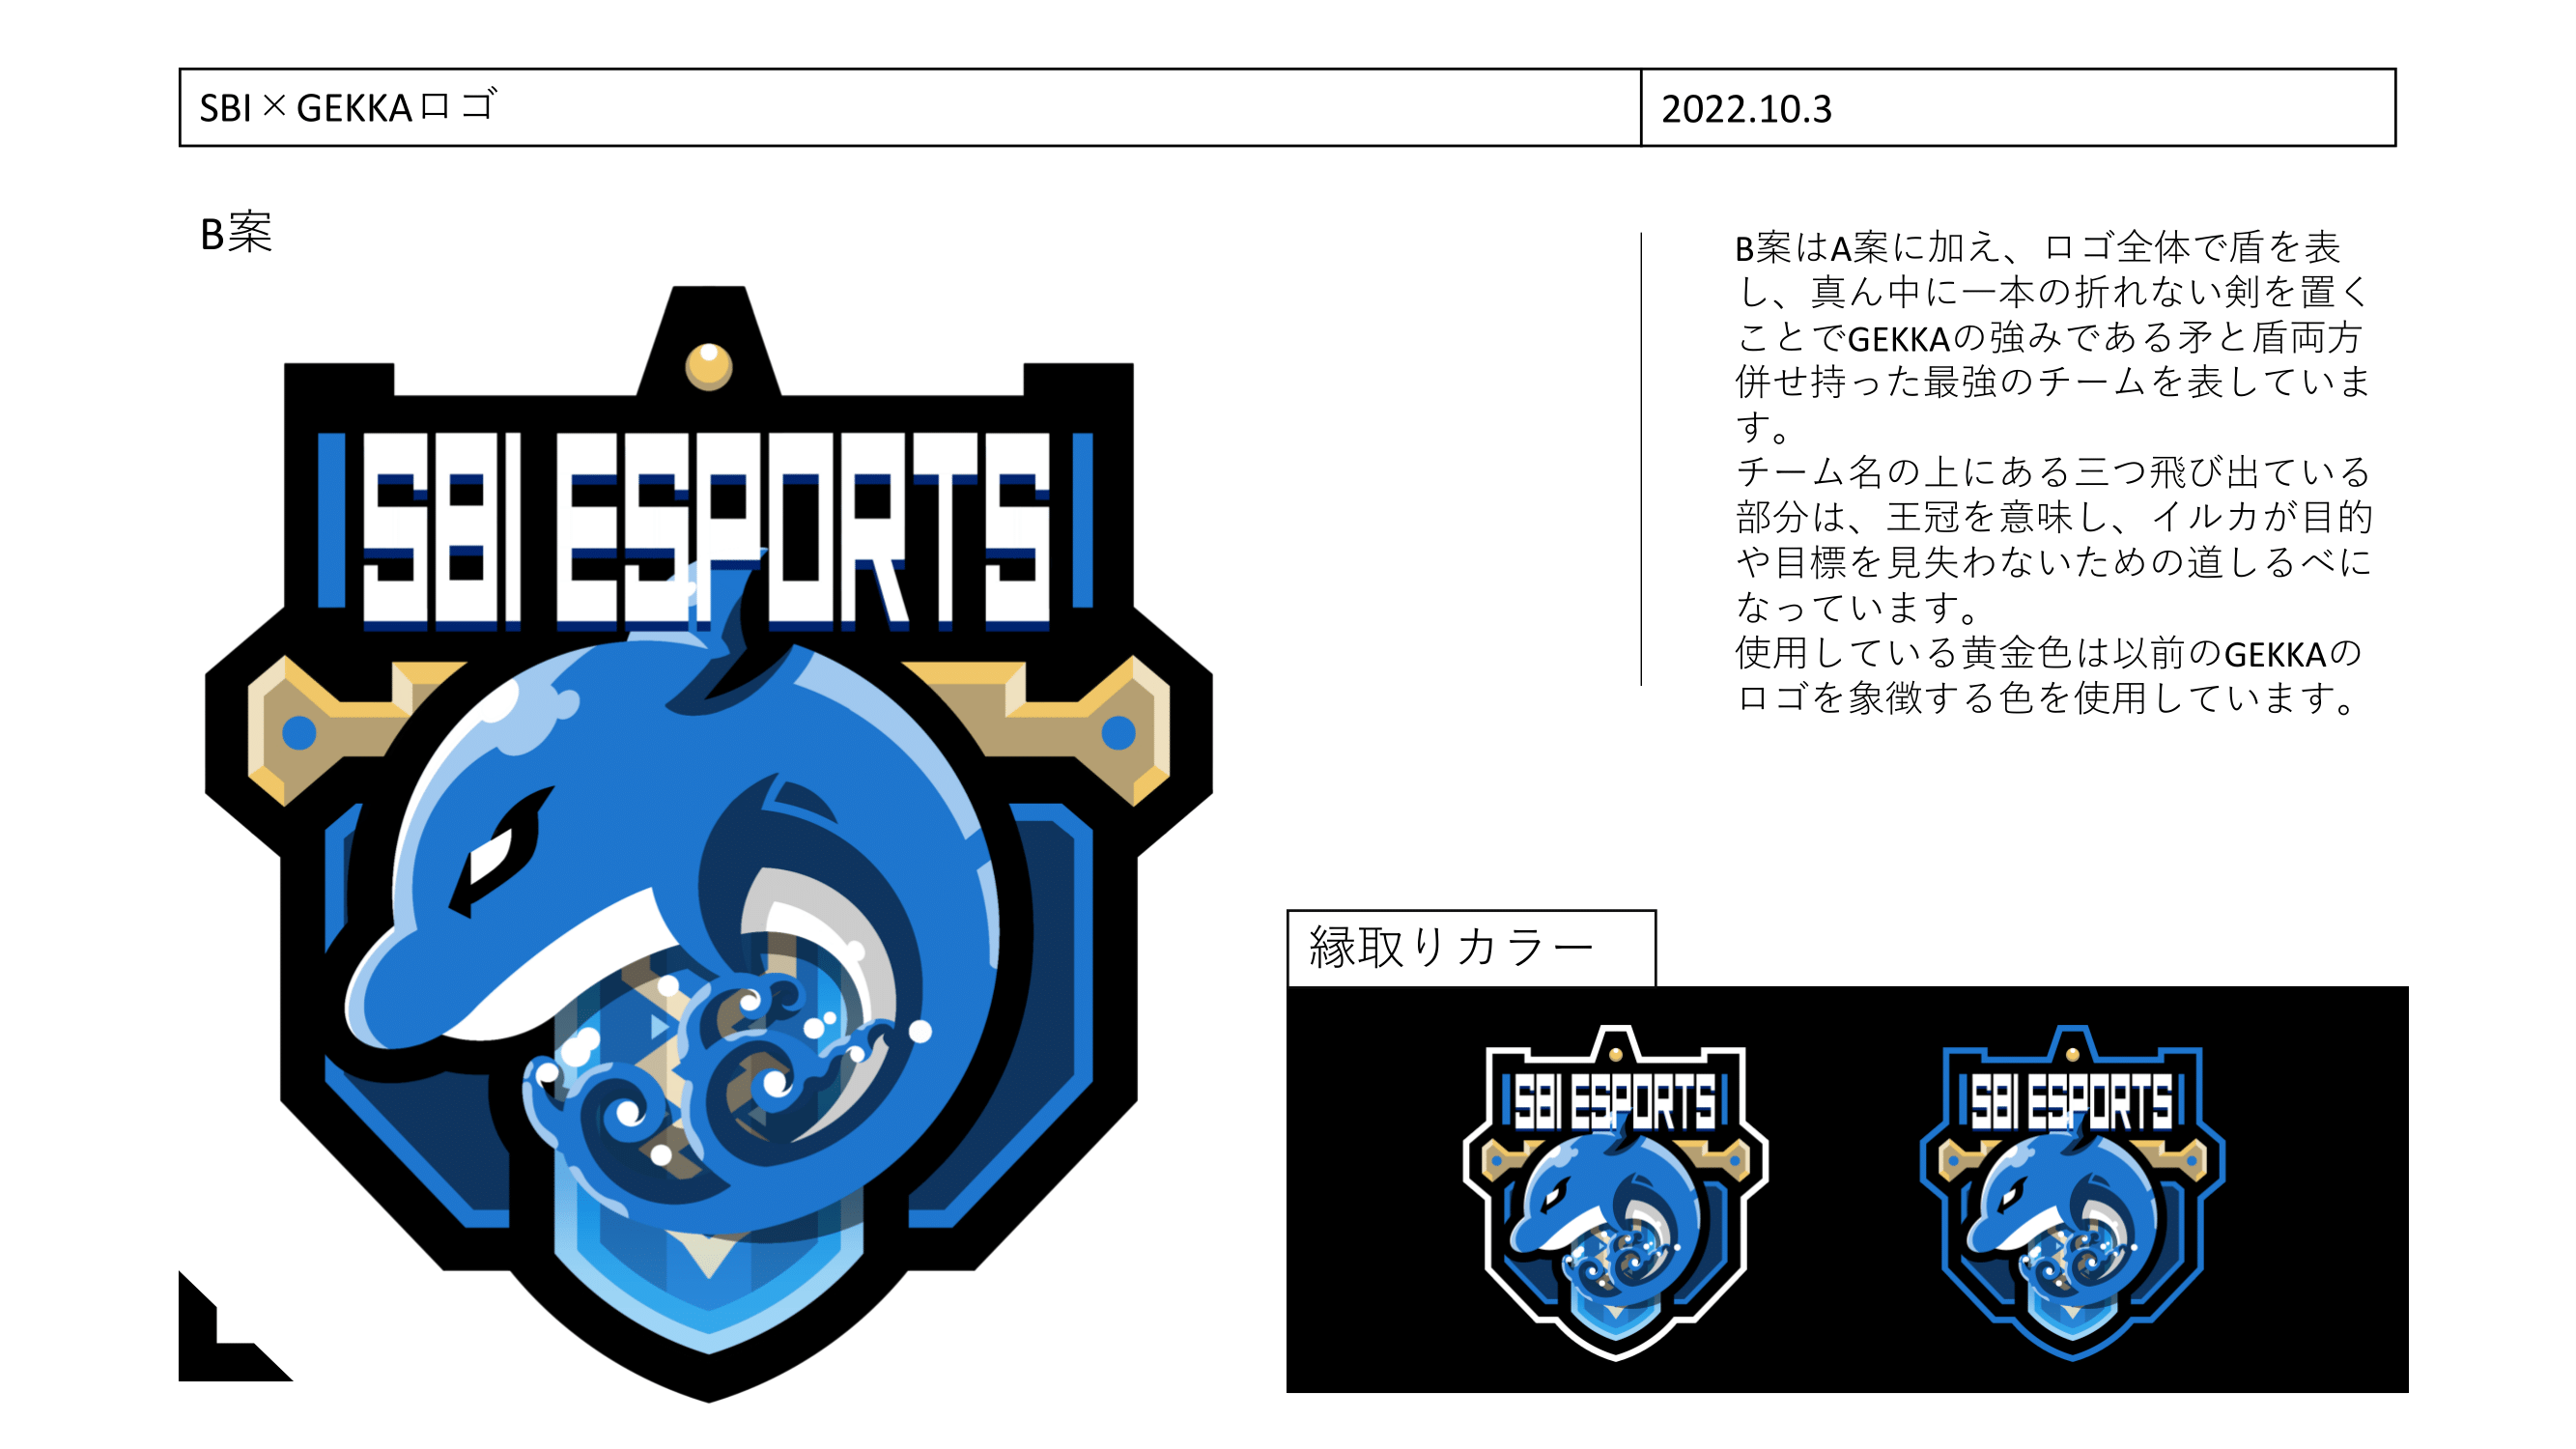 SBI×GEKKAロゴ
2022.10.3
B案
SBI ESPORTS
B案はA案に加え、ロゴ全体で盾を表
し、真ん中に一本の折れない剣を置く
ことでGEKKAの強みである矛と盾両方
併せ持った最強のチームを表していま
す。
チーム名の上にある三つ飛び出ている
部分は、王冠を意味し、イルカが目的
や目標を見失わないための道しるべに
なっています。
使用している黄金色は以前のGEKKAの
ロゴを象徴する色を使用しています。
縁取りカラー
SBI ESPORTS
SBI ESPORTS